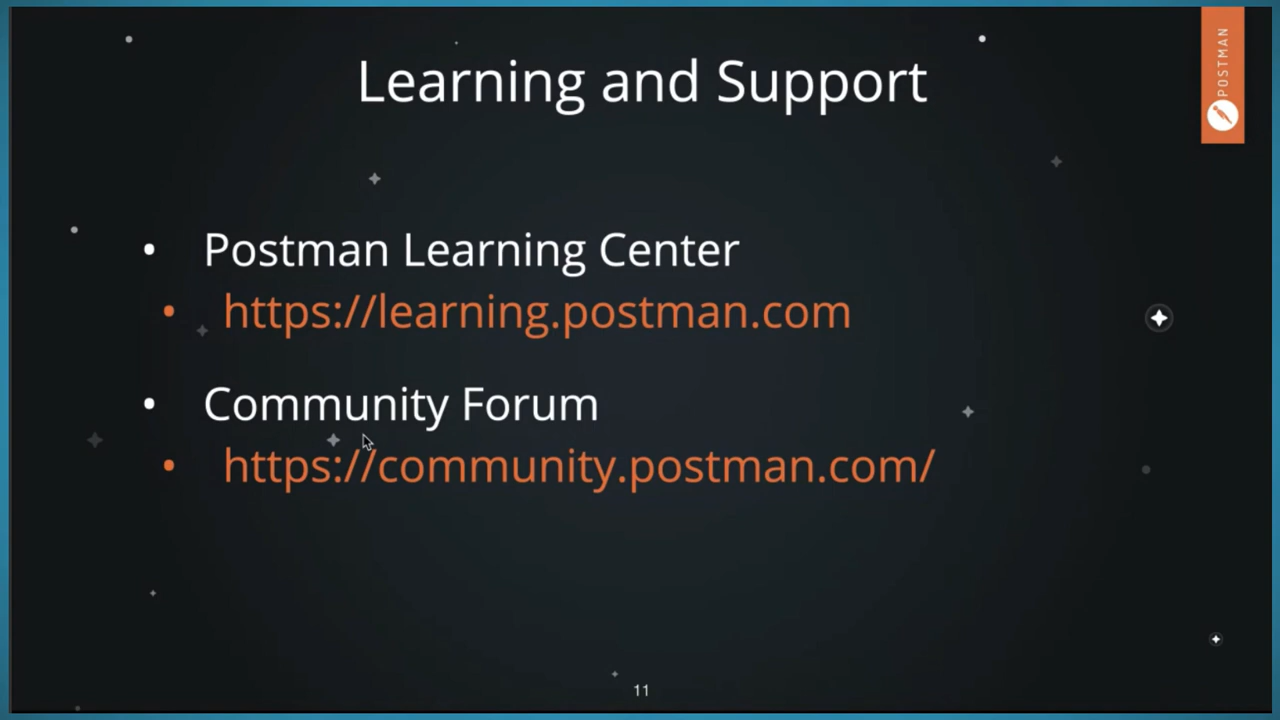 POSTMAN
Learning and Support
• Postman Learning Center
• https://learning.postman.com
• Community Forum
• https://community.postman.com/
11